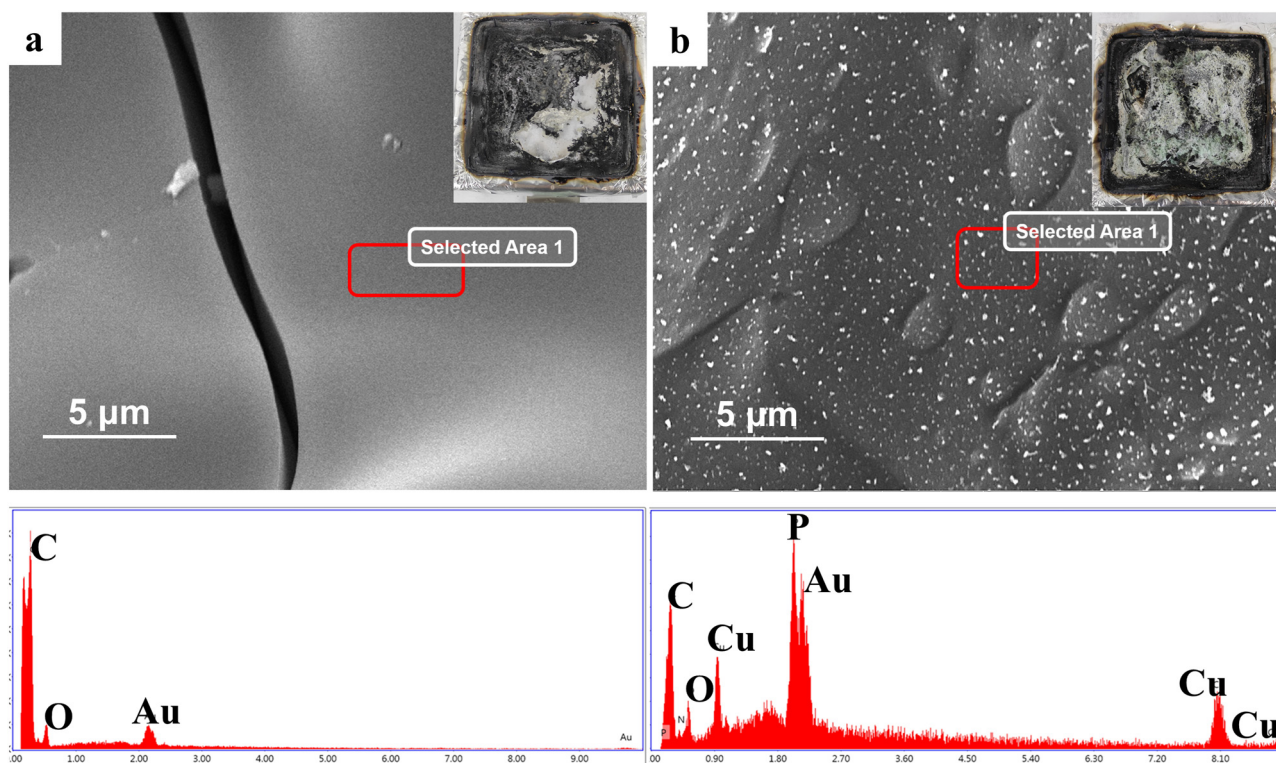 a
b
Selected Area 1
Selected Area 1
5 µm
5 µm
C
O
Au
Au
.00 1.00 2.00 3.00 4.00 5.00 6.00 7.00 8.00 9.00
P
Au
C
Cu
O
N
P
Cu
Cu
.00 0.90 1.80 2.70 3.60 4.50 5.40 6.30 7.20 8.10